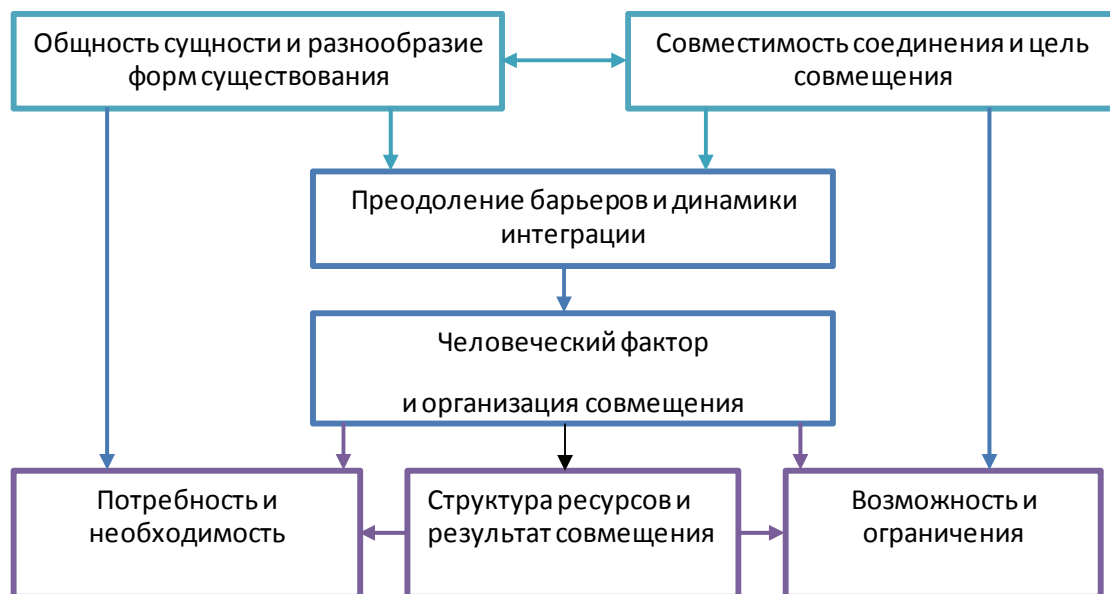 Общность сущности и разнообразие
форм существования
Совместимость соединения и цель
совмещения
Преодоление барьеров и динамики
интеграции
Человеческий фактор
и организация совмещения
Потребность и
необходимость
Структура ресурсов и
результат совмещения
Возможность и
ограничения